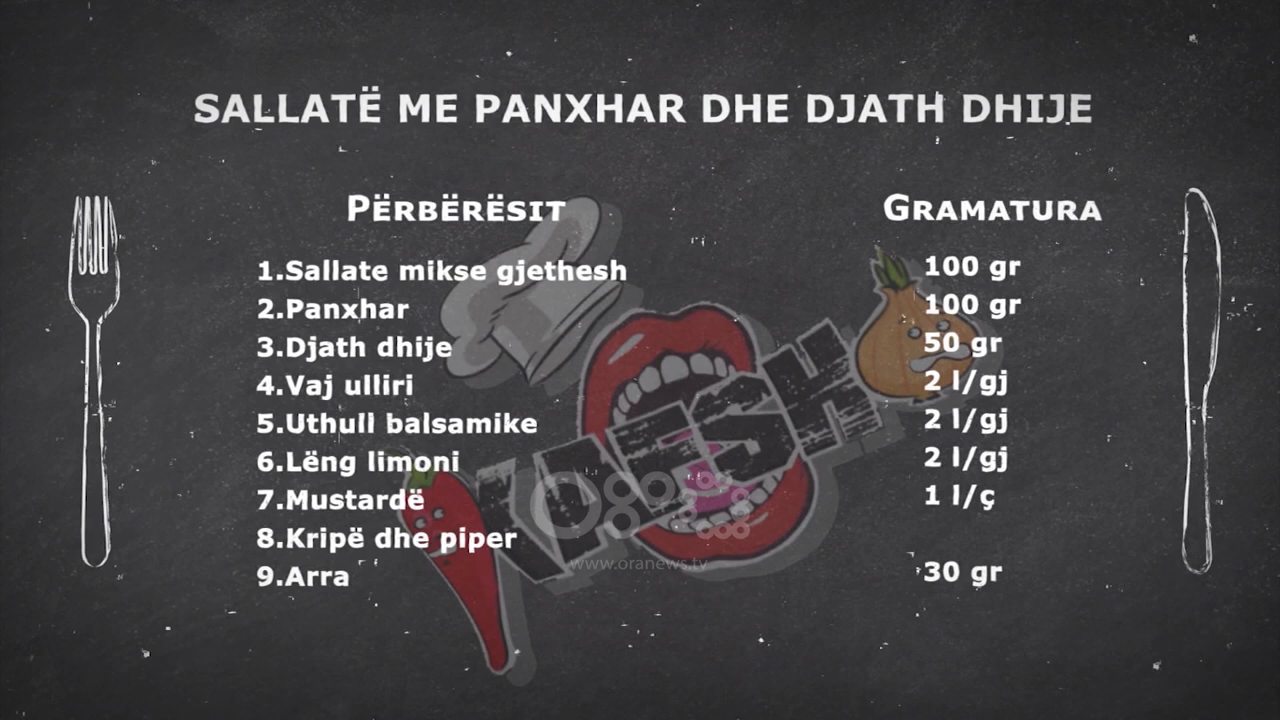 SALLATË ME PANXHAR DHE DJATH DHIJE
PËRBËRËSIT GRAMATURA
1.Sallate mikse gjethesh 100 gr
2.Panxhar 100 gr
3.Djath dhije 50 gr
4.Vaj ulliri 2 l/gj
5.Uthull balsamike 2 l/gj
6.Lëng limoni 2 l/gj
7.Mustardë 1 l/ç
8.Kripë dhe piper
9.Arra 30 gr
KAFSH
www.oranews.tv